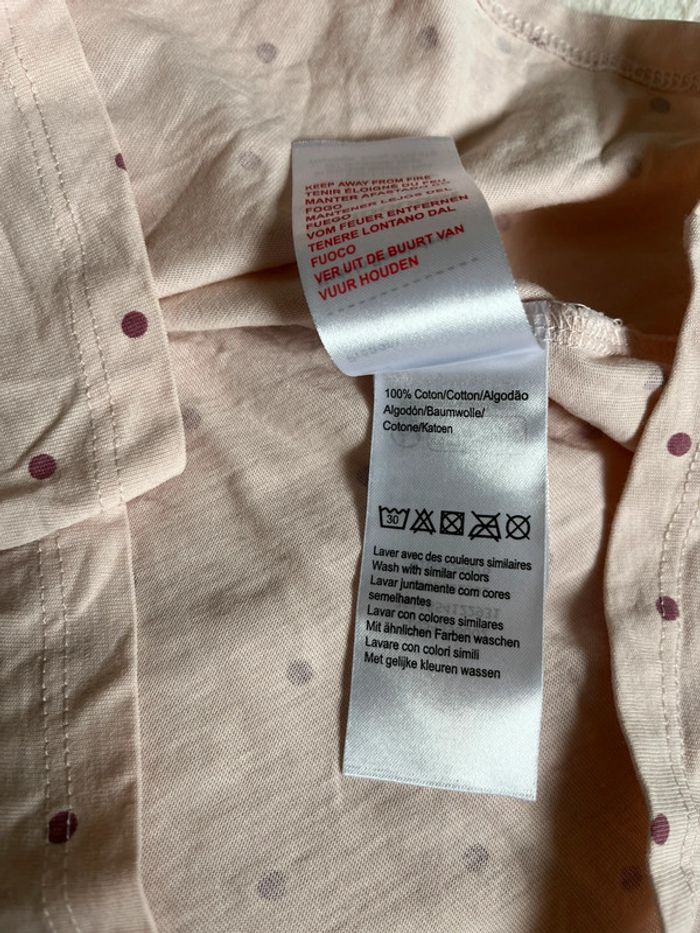 KEEP AWAY FROM FIRE
TENIR ÉLOIGNÉ DU FEU
MANTER AFASTADO DO
FOGO
MANTENER LEJOS DEL
FUEGO
VOM FEUER ENTFERNEN
TENERE LONTANO DAL
FUOCO
VER UIT DE BUURT VAN
VUUR HOUDEN
100% Coton/Cotton/Algodão
Algodón/Baumwolle/
Cotone/Katoen
30
Laver avec des couleurs similaires
Wash with similar colors
Lavar juntamente com cores
semelhantes
Lavar con colores similares
Mit ähnlichen Farben waschen
Lavare con colori simili
Met gelijke kleuren wassen